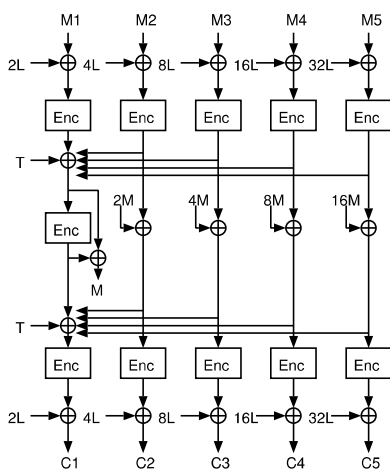 M1 M2 M3 M4 M5
2L 4L 8L 16L 32L
Enc Enc Enc Enc Enc
T
2M 4M 8M 16M
Enc
M
T
Enc Enc Enc Enc Enc
2L 4L 8L 16L 32L
C1 C2 C3 C4 C5